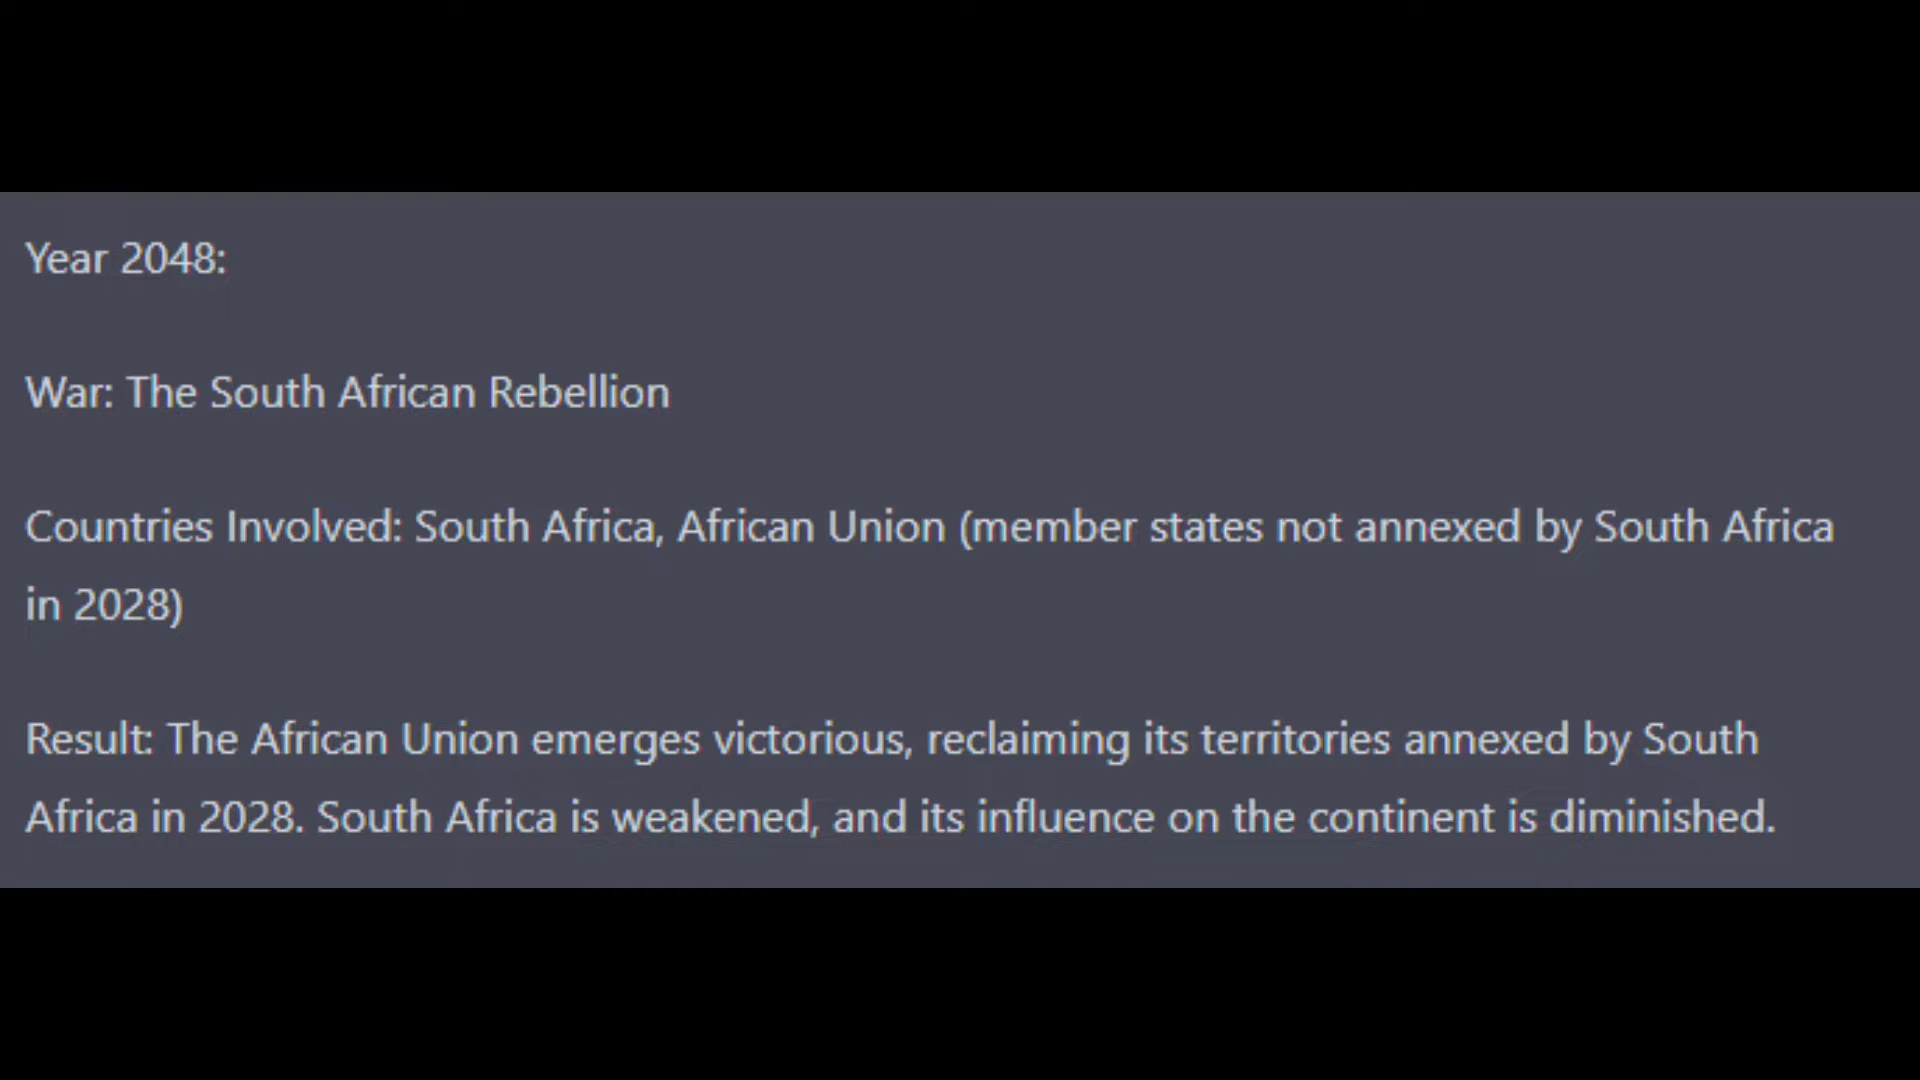 Year 2048:
War: The South African Rebellion
Countries Involved: South Africa, African Union (member states not annexed by South Africa
in 2028)
Result: The African Union emerges victorious, reclaiming its territories annexed by South
Africa in 2028. South Africa is weakened, and its influence on the continent is diminished.